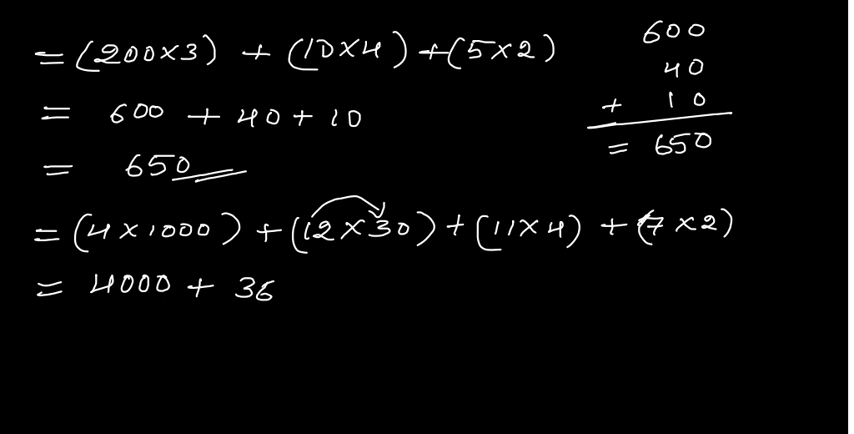 = (200×3) + (10×4) + (5×2)
= 600 + 40 + 10
= 650
600
40
+ 10
= 650
= (4×1000) + (12×30) + (11×4) + (7×2)
= 4000 + 36